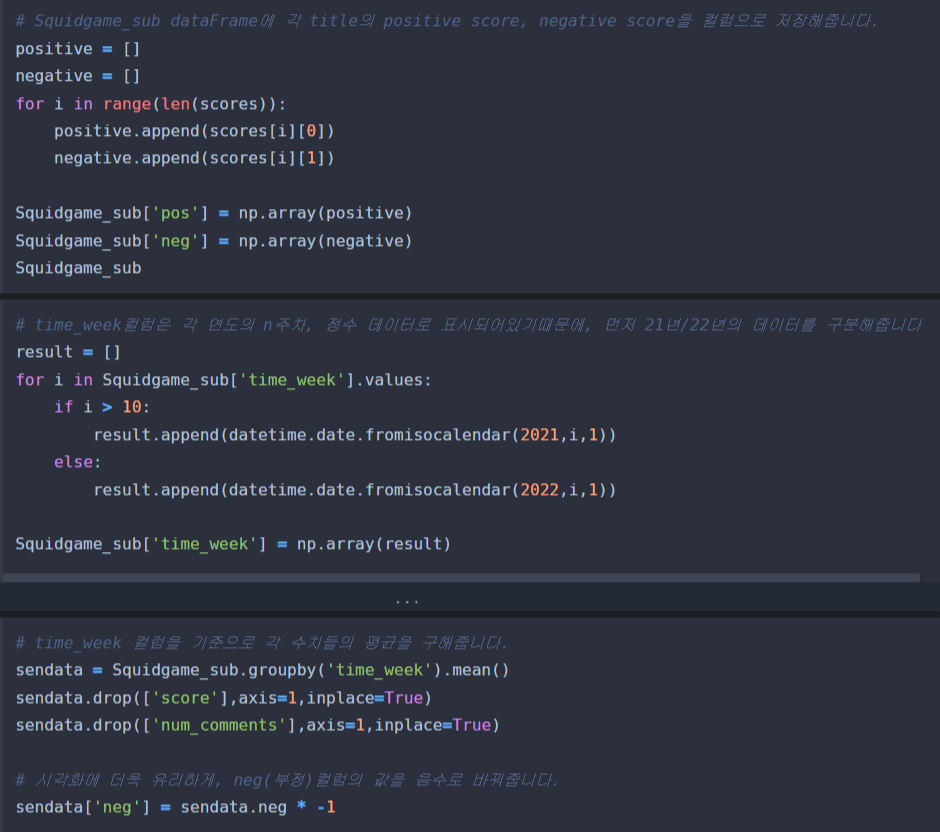 # Squidgame_sub dataFrame에 각 title의 positive score, negative score을 컬럼으로 저장해줍니다.
positive = []
negative = []
for i in range(len(scores)):
    positive.append(scores[i][0])
    negative.append(scores[i][1])
Squidgame_sub['pos'] = np.array(positive)
Squidgame_sub['neg'] = np.array(negative)
Squidgame_sub
# time_week컬럼은 각 연도의 n주차, 정수 데이터로 표시되어있기때문에, 먼저 21년/22년의 데이터를 구분해줍니다
result = []
for i in Squidgame_sub['time_week'].values:
    if i > 10:
        result.append(datetime.date.fromisocalendar(2021,i,1))
    else:
        result.append(datetime.date.fromisocalendar(2022,i,1))
Squidgame_sub['time_week'] = np.array(result)
...
# time_week 컬럼을 기준으로 각 수치들의 평균을 구해줍니다.
sendata = Squidgame_sub.groupby('time_week').mean()
sendata.drop(['score'],axis=1,inplace=True)
sendata.drop(['num_comments'],axis=1,inplace=True)
# 시각화에 더욱 유리하게, neg(부정)컬럼의 값을 음수로 바꿔줍니다.
sendata['neg'] = sendata.neg * -1